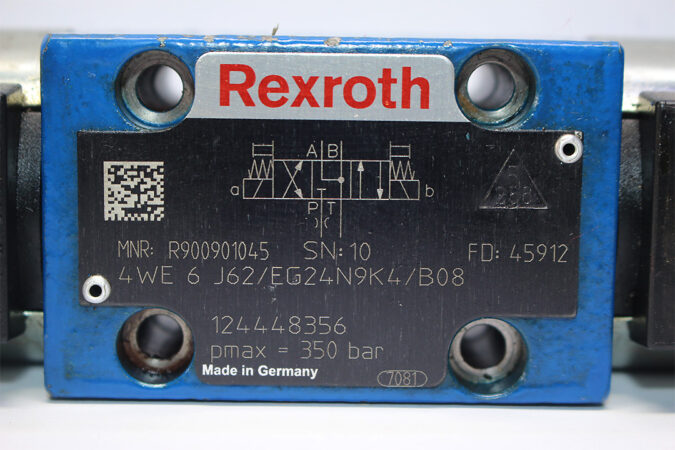 Rexroth
A B
a b
T
P T
MNR: R900901045 SN: 10 FD: 45912
4WE 6 J62/EG24N9K4/B08
124448356
pmax = 350 bar
Made in Germany
7081